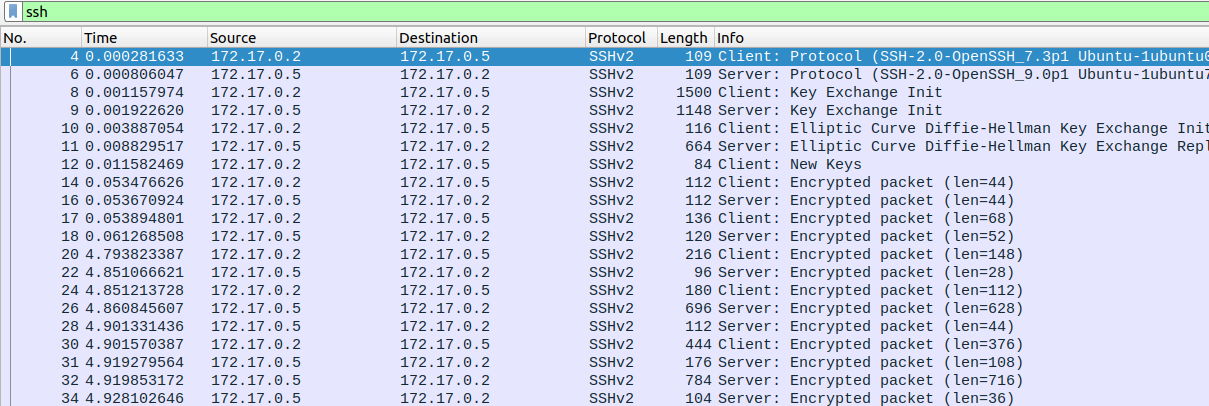 ssh
No. Time Source Destination Protocol Length Info
4 0.000281633 172.17.0.2 172.17.0.5 SSHv2 109 Client: Protocol (SSH-2.0-OpenSSH_7.3p1 Ubuntu-1ubuntu0
6 0.000806047 172.17.0.5 172.17.0.2 SSHv2 109 Server: Protocol (SSH-2.0-OpenSSH_9.0p1 Ubuntu-1ubuntu7
8 0.001157974 172.17.0.2 172.17.0.5 SSHv2 1500 Client: Key Exchange Init
9 0.001922620 172.17.0.5 172.17.0.2 SSHv2 1148 Server: Key Exchange Init
10 0.003887054 172.17.0.2 172.17.0.5 SSHv2 116 Client: Elliptic Curve Diffie-Hellman Key Exchange Init
11 0.008829517 172.17.0.5 172.17.0.2 SSHv2 664 Server: Elliptic Curve Diffie-Hellman Key Exchange Repl
12 0.011582469 172.17.0.2 172.17.0.5 SSHv2 84 Client: New Keys
14 0.053476626 172.17.0.2 172.17.0.5 SSHv2 112 Client: Encrypted packet (len=44)
16 0.053670924 172.17.0.5 172.17.0.2 SSHv2 112 Server: Encrypted packet (len=44)
17 0.053894801 172.17.0.2 172.17.0.5 SSHv2 136 Client: Encrypted packet (len=68)
18 0.061268508 172.17.0.5 172.17.0.2 SSHv2 120 Server: Encrypted packet (len=52)
20 4.793823387 172.17.0.2 172.17.0.5 SSHv2 216 Client: Encrypted packet (len=148)
22 4.851066621 172.17.0.5 172.17.0.2 SSHv2 96 Server: Encrypted packet (len=28)
24 4.851213728 172.17.0.2 172.17.0.5 SSHv2 180 Client: Encrypted packet (len=112)
26 4.860845607 172.17.0.5 172.17.0.2 SSHv2 696 Server: Encrypted packet (len=628)
28 4.901331436 172.17.0.5 172.17.0.2 SSHv2 112 Server: Encrypted packet (len=44)
30 4.901570387 172.17.0.2 172.17.0.5 SSHv2 444 Client: Encrypted packet (len=376)
31 4.919279564 172.17.0.5 172.17.0.2 SSHv2 176 Server: Encrypted packet (len=108)
32 4.919853172 172.17.0.5 172.17.0.2 SSHv2 784 Server: Encrypted packet (len=716)
34 4.928102646 172.17.0.5 172.17.0.2 SSHv2 104 Server: Encrypted packet (len=36)